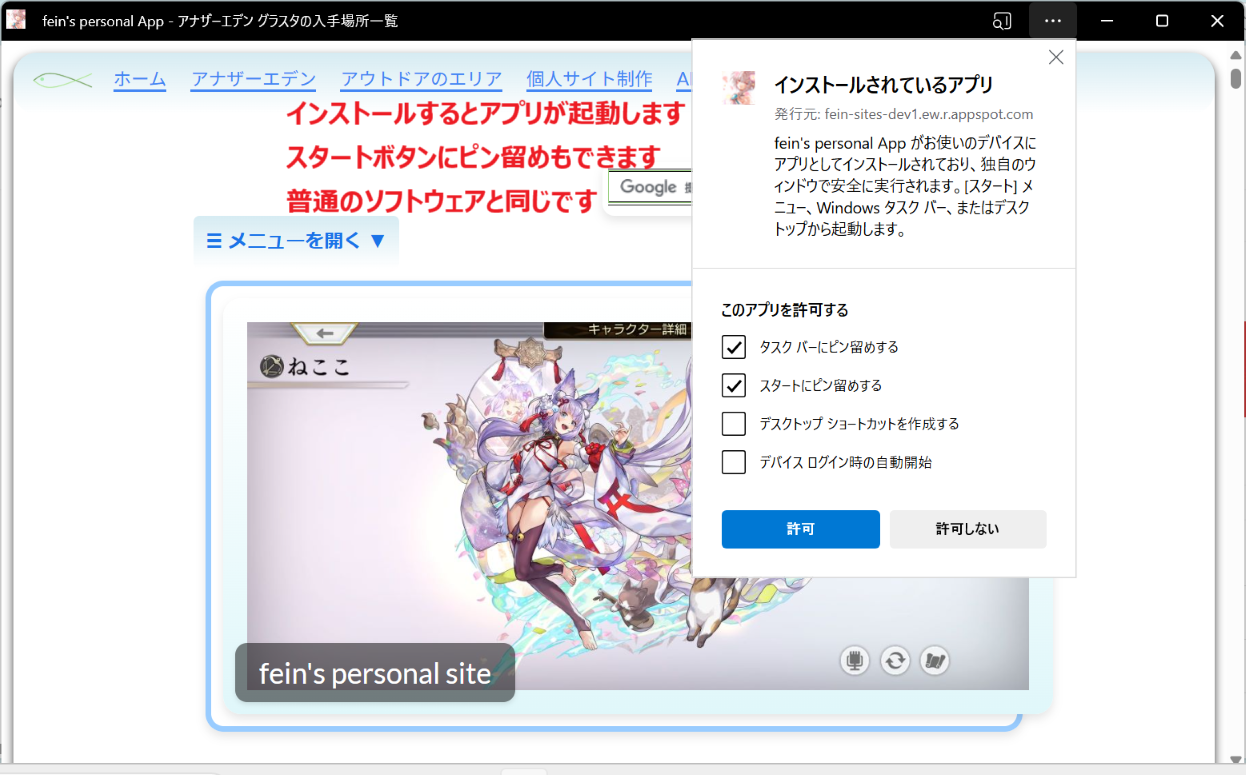 fein's personal App - アナザーエデン グラスタの入手場所一覧
ホーム アナザーエデン アウトドアのエリア 個人サイト制作
インストールするとアプリが起動します
スタートボタンにピン留めもできます
普通のソフトウェアと同じです
Google
☰ メニューを開く ▼
キャラクター詳細
ねここ
fein's personal site
インストールされているアプリ
発行元: fein-sites-dev1.ew.r.appspot.com
fein's personal App がお使いのデバイスに
アプリとしてインストールされており、独自のウ
ィンドウで安全に実行されます。[スタート] メ
ニュー、Windows タスク バー、またはデスク
トップから起動します。
このアプリを許可する
タスク バーにピン留めする
スタートにピン留めする
デスクトップ ショートカットを作成する
デバイス ログイン時の自動開始
許可 許可しない